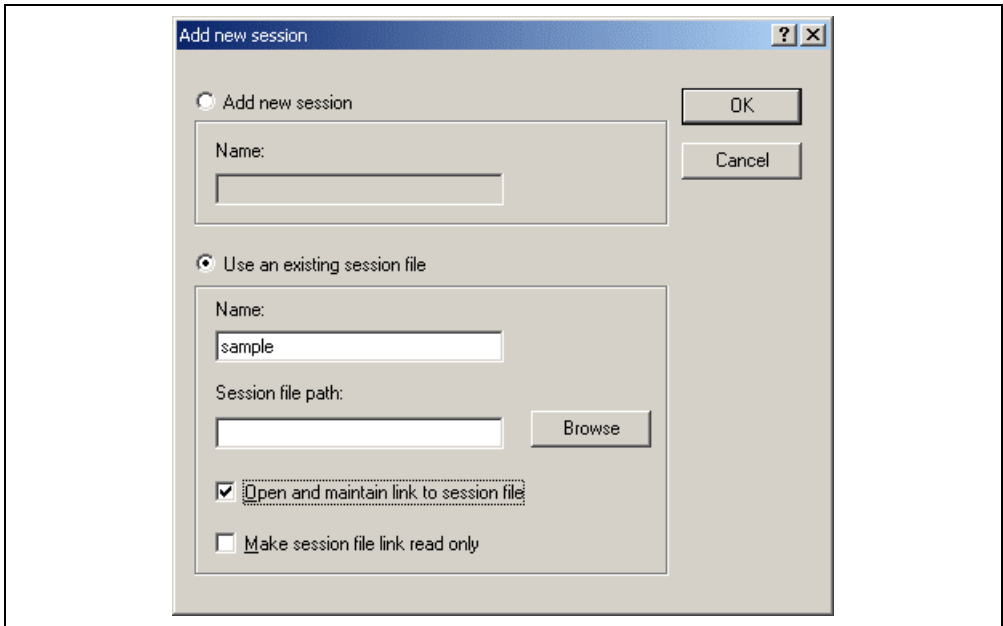 Add new session
Add new session
OK
Name:
Cancel
Use an existing session file
Name:
sample
Session file path:
Browse
Open and maintain link to session file
Make session file link read only